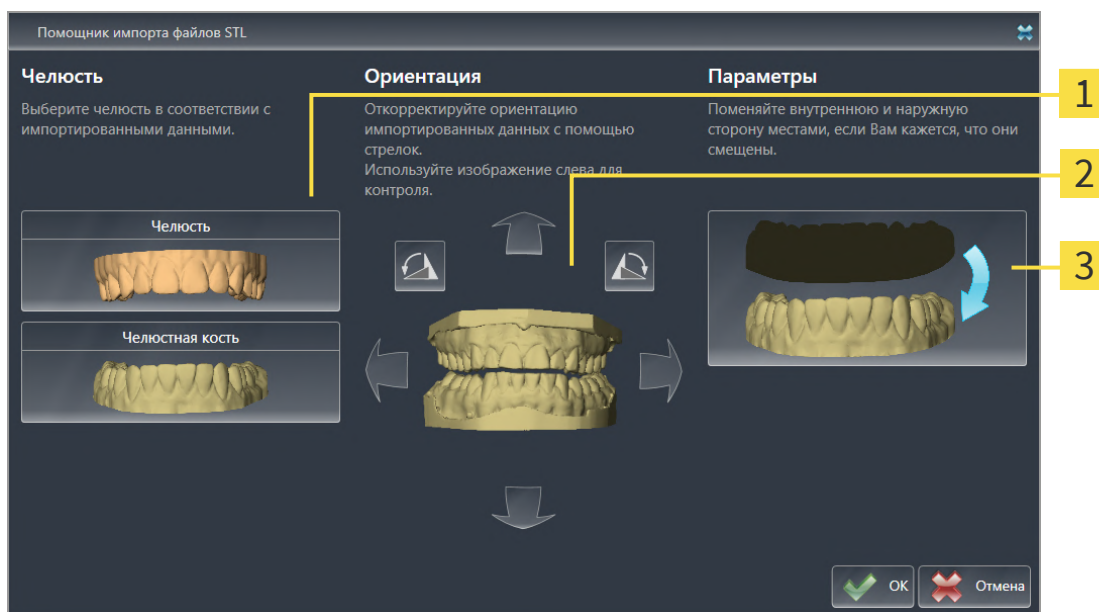 Помощник импорта файлов STL
Челюсть
Выберите челюсть в соответствии с
импортированными данными.
Челюсть
Челюстная кость
Ориентация
Откорректируйте ориентацию
импортированных данных с помощью
стрелок.
Используйте изображение слева для
контроля.
Параметры
Поменяйте внутреннюю и наружную
сторону местами, если Вам кажется, что они
смещены.
1
2
3
ОК
Отмена